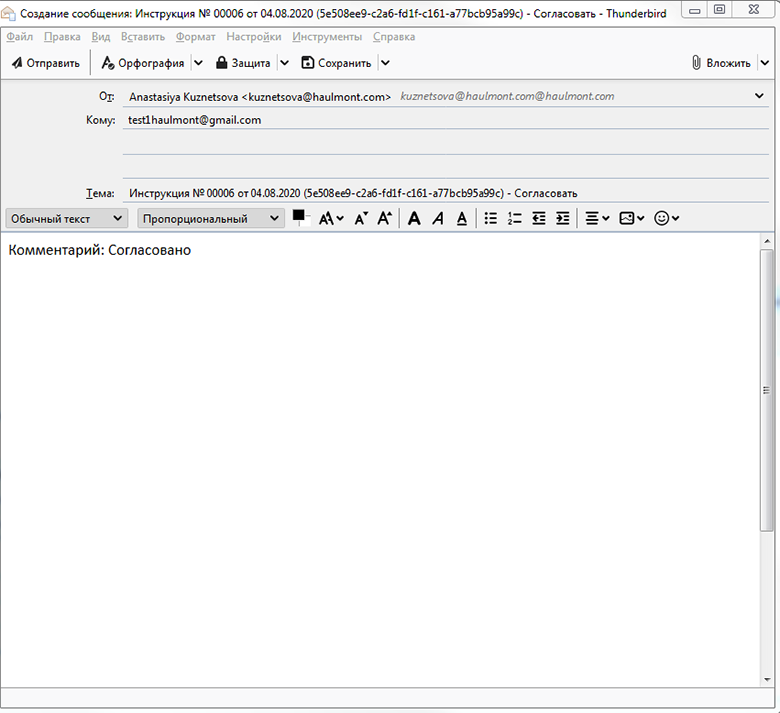 Создание сообщения: Инструкция № 00006 от 04.08.2020 (5e508ee9-c2a6-fd1f-c161-a77bcb95a99c) - Согласовать - Thunderbird
Файл Правка Вид Вставить Формат Настройки Инструменты Справка
Отправить Орфография Защита Сохранить Вложить
От: Anastasiya Kuznetsova <kuznetsova@haulmont.com> kuznetsova@haulmont.com@haulmont.com
Кому: test1haulmont@gmail.com
Тема: Инструкция № 00006 от 04.08.2020 (5e508ee9-c2a6-fd1f-c161-a77bcb95a99c) - Согласовать
Обычный текст Пропорциональный
Комментарий: Согласовано